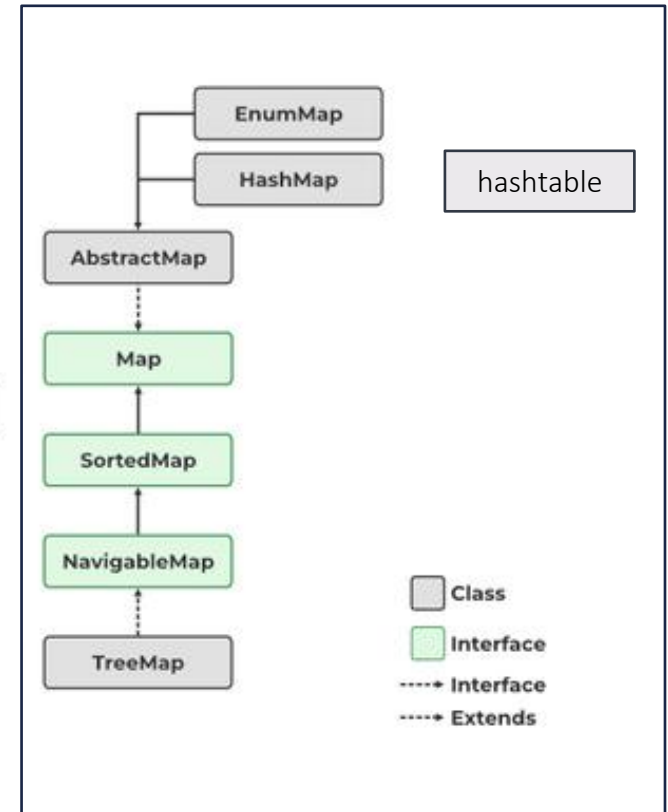 EnumMap
HashMap
hashtable
AbstractMap
Map
SortedMap
NavigableMap
TreeMap
Class
Interface
Interface
Extends